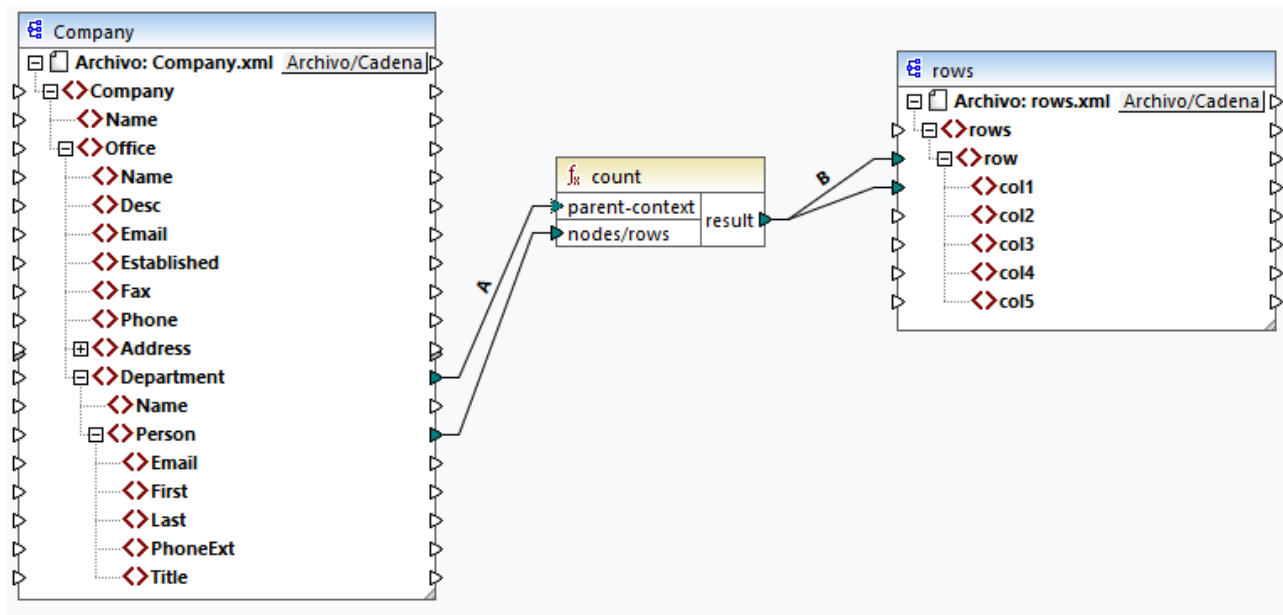 Company
Archivo: Company.xml Archivo/Cadena
Company
Name
Office
Name
Desc
Email
Established
Fax
Phone
Address
Department
Name
Person
Email
First
Last
PhoneExt
Title
A
fx count
parent-context
nodes/rows
result
B
rows
Archivo: rows.xml Archivo/Cadena
rows
row
col1
col2
col3
col4
col5